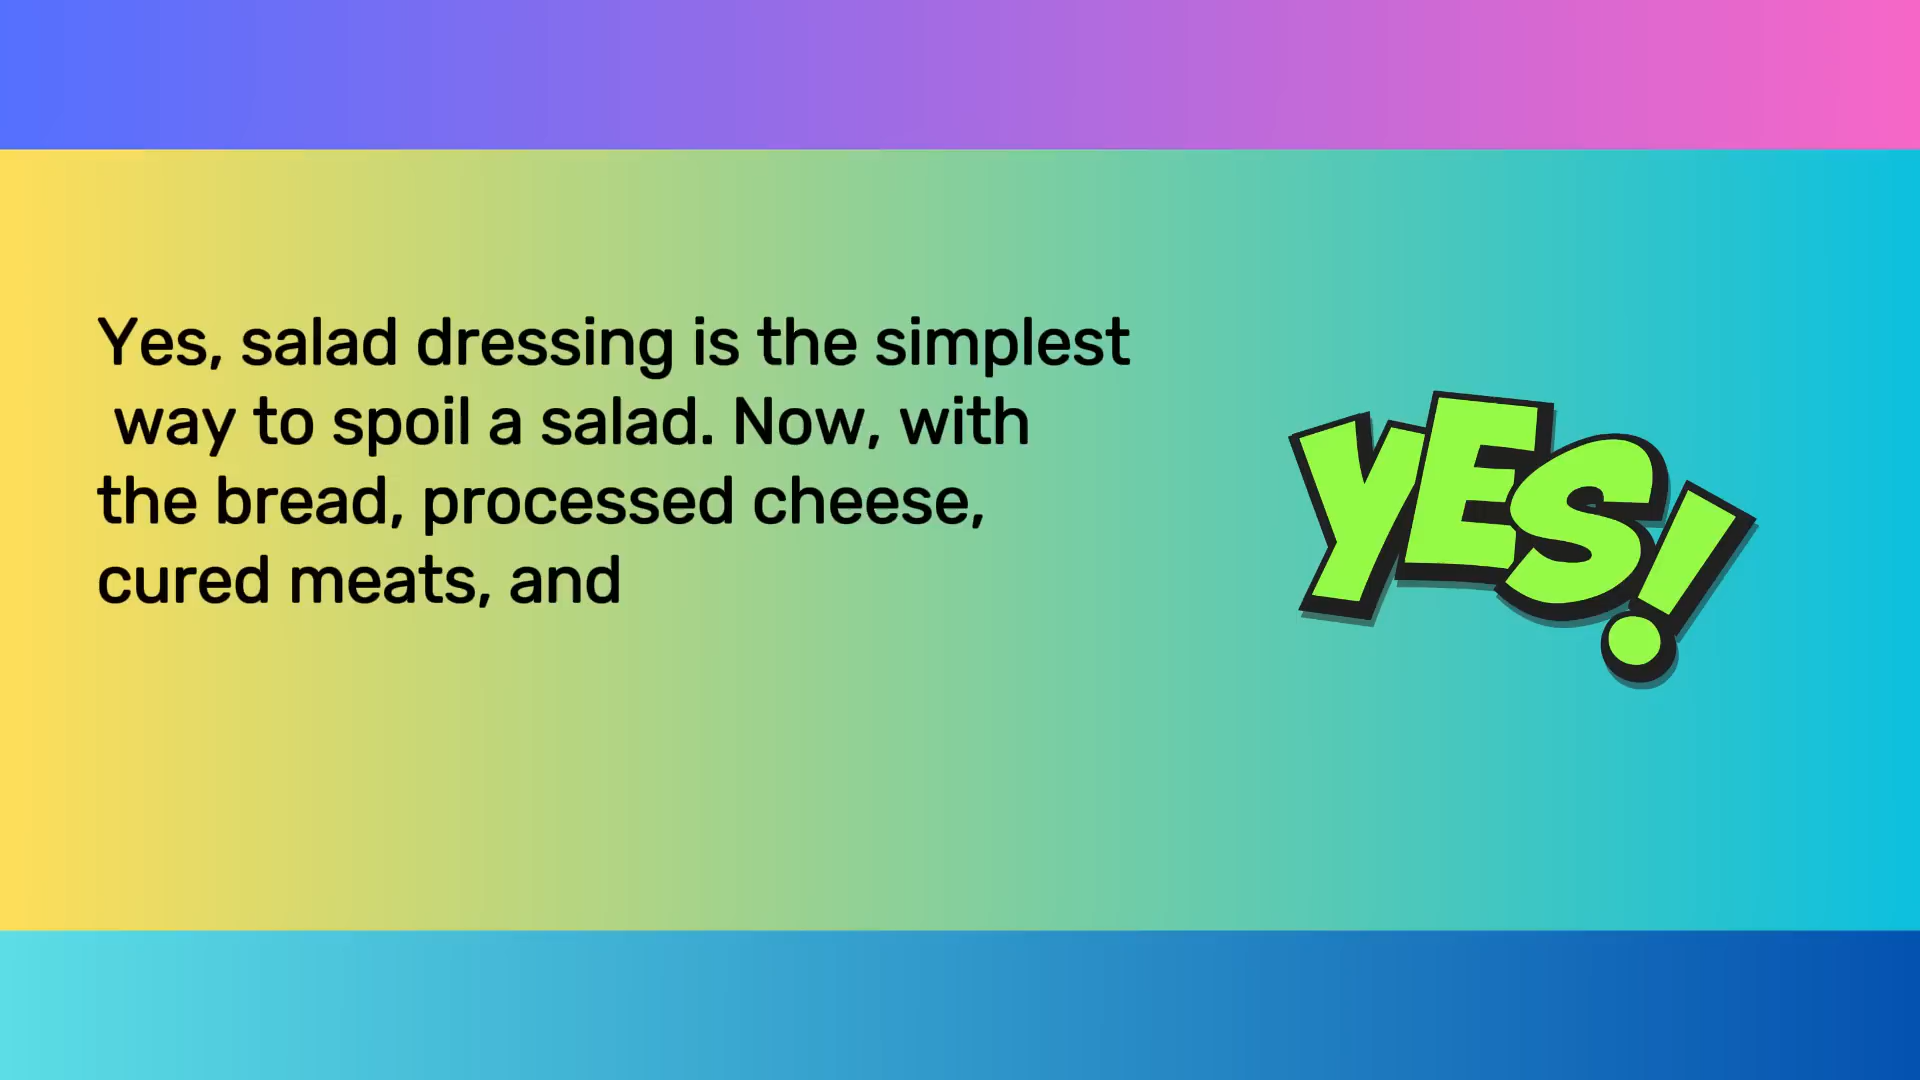 Yes, salad dressing is the simplest
way to spoil a salad. Now, with
the bread, processed cheese,
cured meats, and
YES!